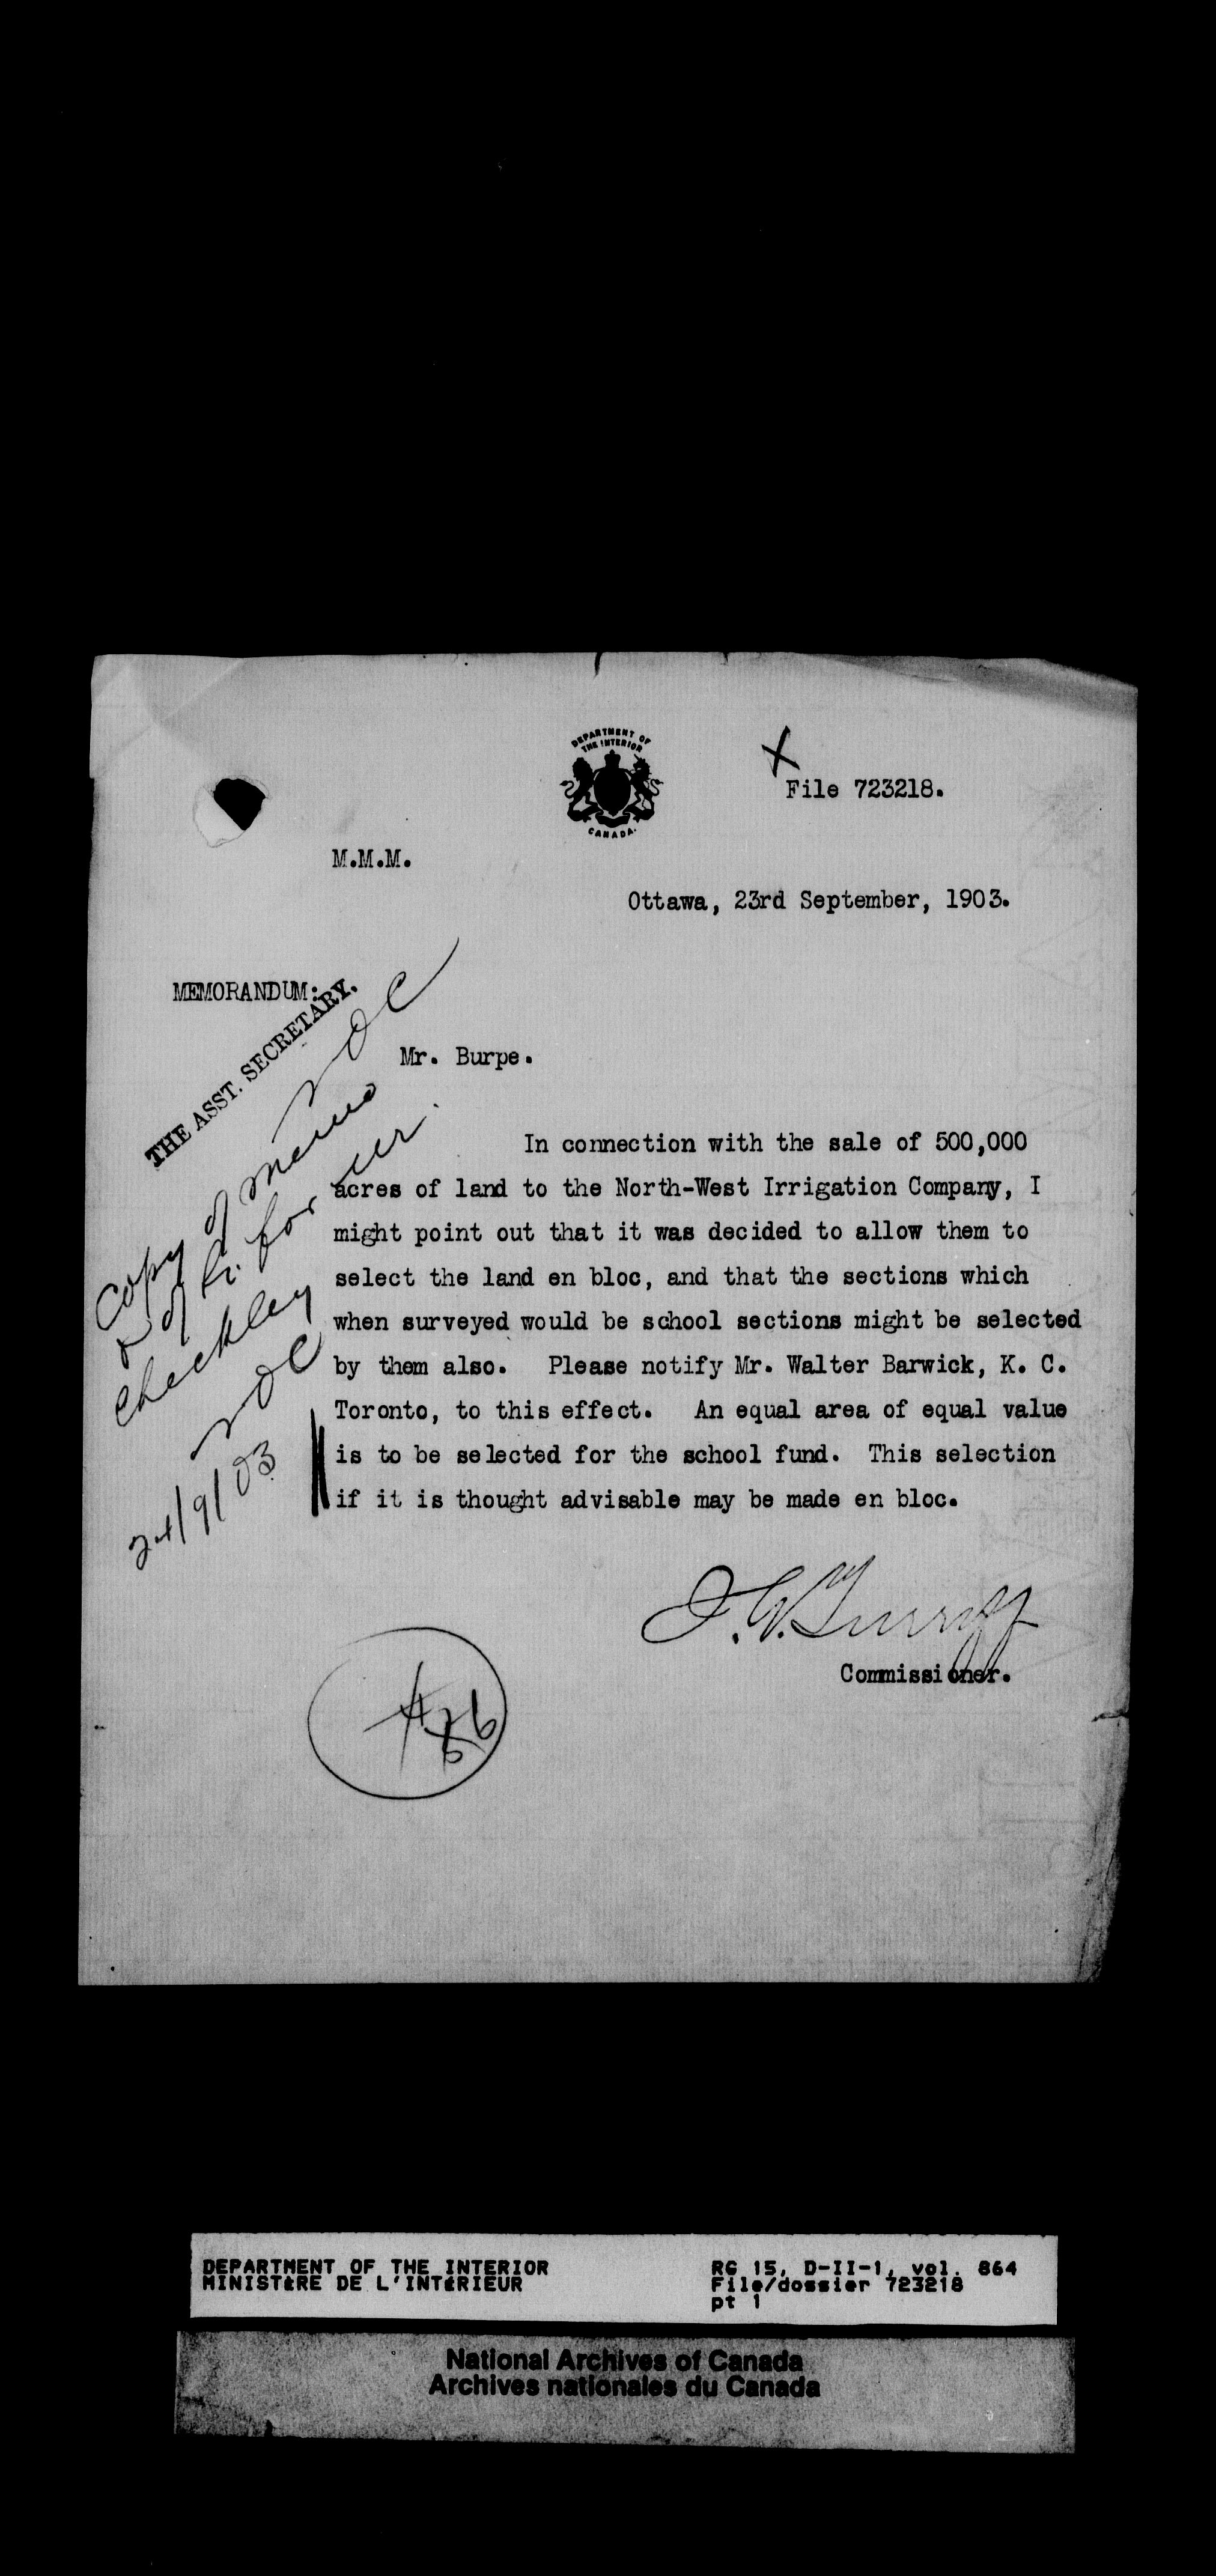 DEPARTMENT OF
THE INTERIOR
CANADA.
X
File 723218.
M.M.M.
Ottawa, 23rd September, 1903.
MEMORANDUM:
THE ASST. SECRETARY.
Mr. Burpe.
In connection with the sale of 500,000
acres of land to the North-West Irrigation Company, I
might point out that it was decided to allow them to
select the land en bloc, and that the sections which
when surveyed would be school sections might be selected
by them also. Please notify Mr. Walter Barwick, K. C.
Toronto, to this effect. An equal area of equal value
is to be selected for the school fund. This selection
if it is thought advisable may be made en bloc.
Copy of memo
for
Checkley
24/9/03
J. G. Turriff
Commissioner.
DEPARTMENT OF THE INTERIOR
MINISTÈRE DE L'INTÉRIEUR
RG 15, D-II-1, vol. 864
File/dossier 723218
pt 1
National Archives of Canada
Archives nationales du Canada